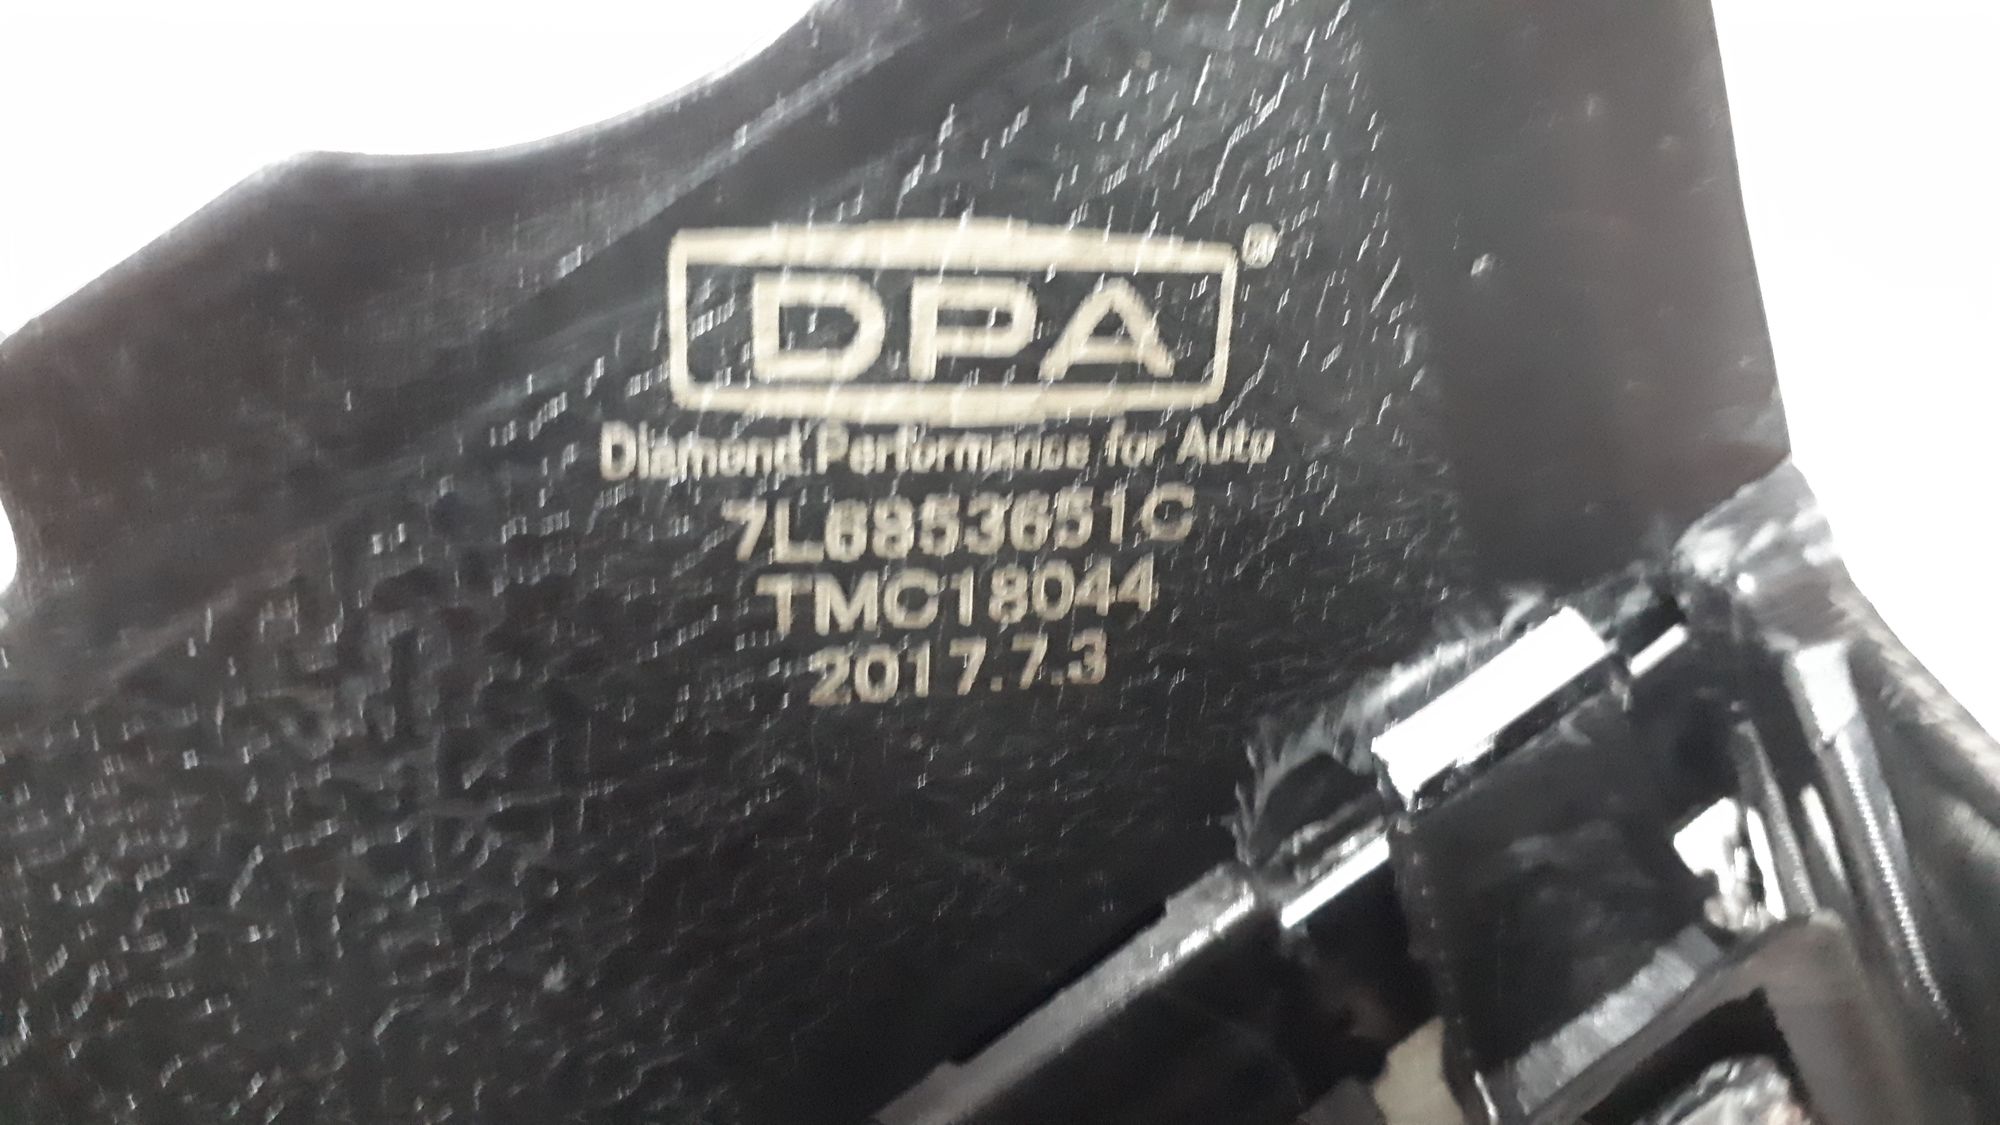 DPA®
Diamond Performance for Auto
7L6853651C
TMC18044
2017.7.3